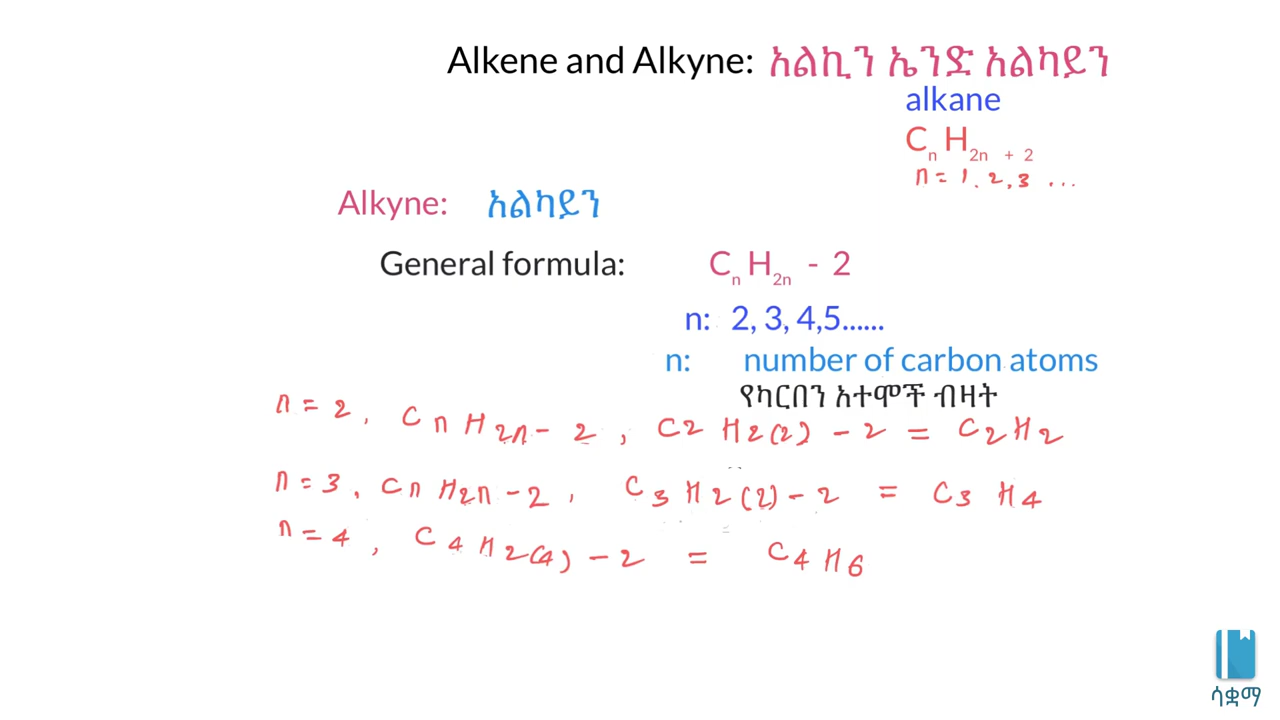 Alkene and Alkyne: አልኪን ኤንድ አልካይን
alkane
CnH2n + 2
n = 1, 2, 3 ...
Alkyne: አልካይን
General formula: CnH2n - 2
n: 2, 3, 4,5......
n: number of carbon atoms
የካርበን አተሞች ብዛት
n = 2, CnH2n - 2, C2H2(2) - 2 = C2H2
n = 3, CnH2n - 2, C3H2(2) - 2 = C3H4
n = 4, C4H2(4) - 2 = C4H6
ሳቋማ